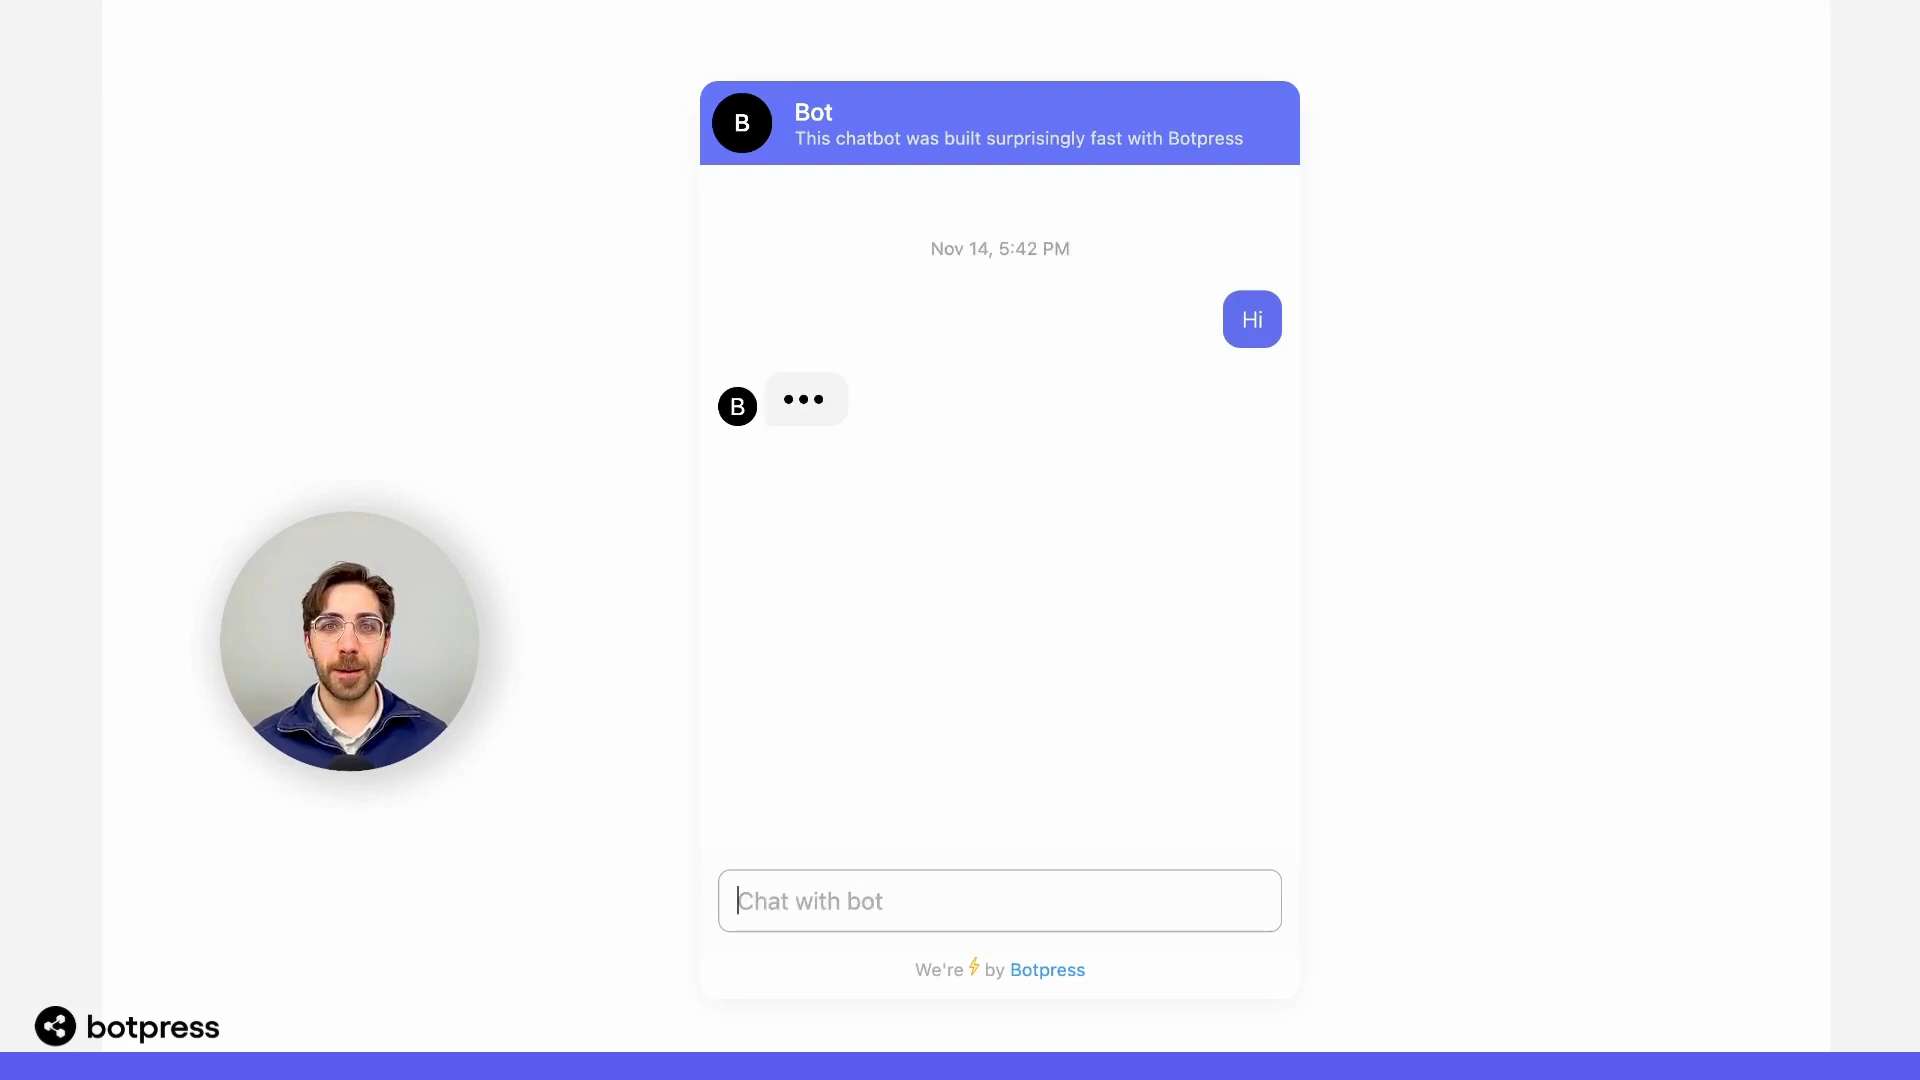 B
Bot
This chatbot was built surprisingly fast with Botpress
Nov 14, 5:42 PM
Hi
B
Chat with bot
We're⚡by Botpress
botpress